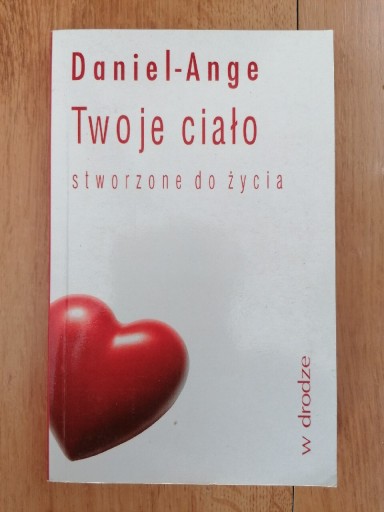 Daniel-Ange
Twoje ciało
stworzone do życia
w drodze